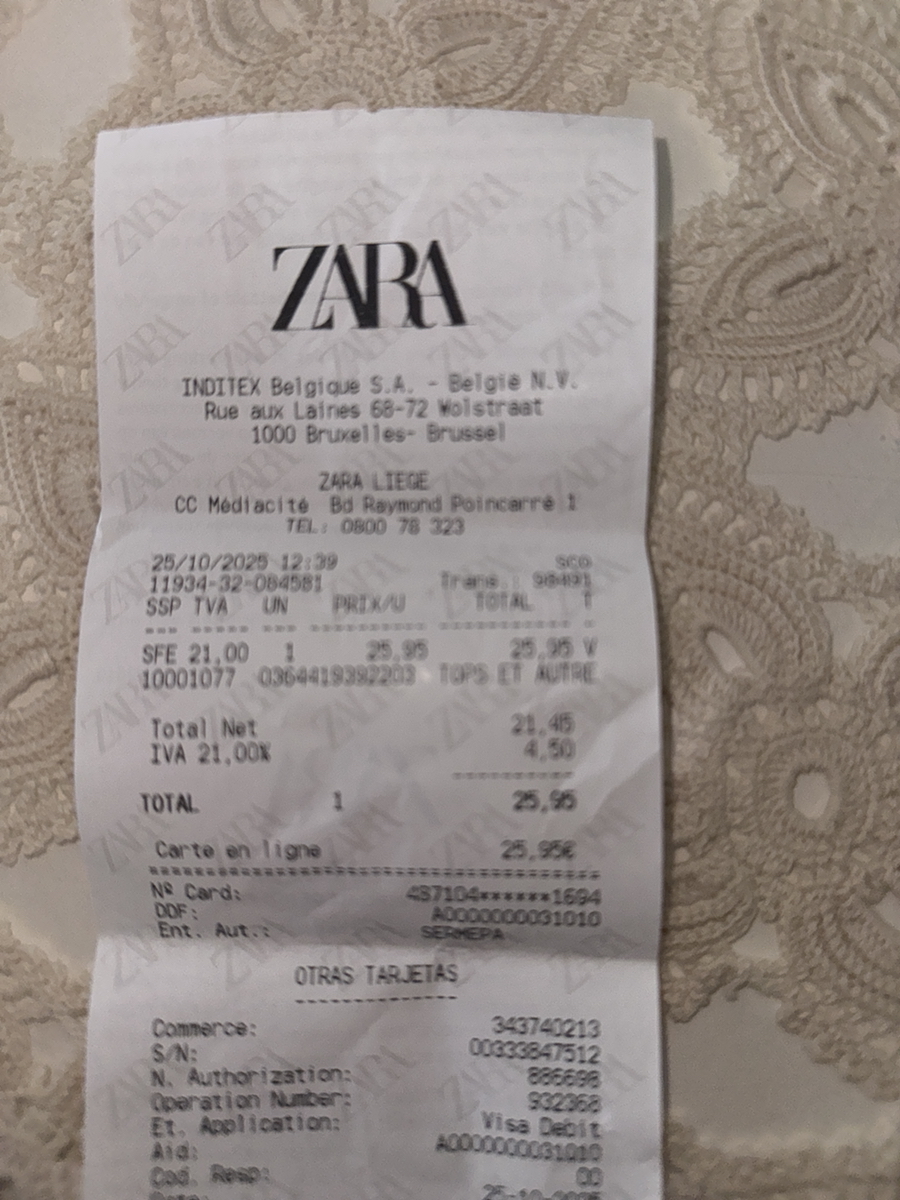 ZARA
INDITEX Belgique S.A. - België N.V.
Rue aux Laines 68-72 Wolstraat
1000 Bruxelles- Brussel
ZARA LIEGE
CC Médiacité Bd Raymond Poincarré 1
TEL: 0800 78 323
25/10/2025 12:39 SCO
11934-32-084581 Trans.: 98491
SSP TVA UN PRIX/U TOTAL T
SFE 21,00 1 25,95 25,95 V
10001077 0364419392203 TOPS ET AUTRE
Total Net 21,45
IVA 21,00% 4,50
TOTAL 1 25,95
Carte en ligne 25,95€
Nº Card: 487104******1694
DDF: A0000000031010
Ent. Aut.: SERMEPA
OTRAS TARJETAS
Commerce: 343740213
S/N: 00333847512
N. Authorization: 886698
Operation Number: 932368
Et. Application: Visa Debit
Aid: A0000000031010
Cod. Resp: 00
25-10-2025